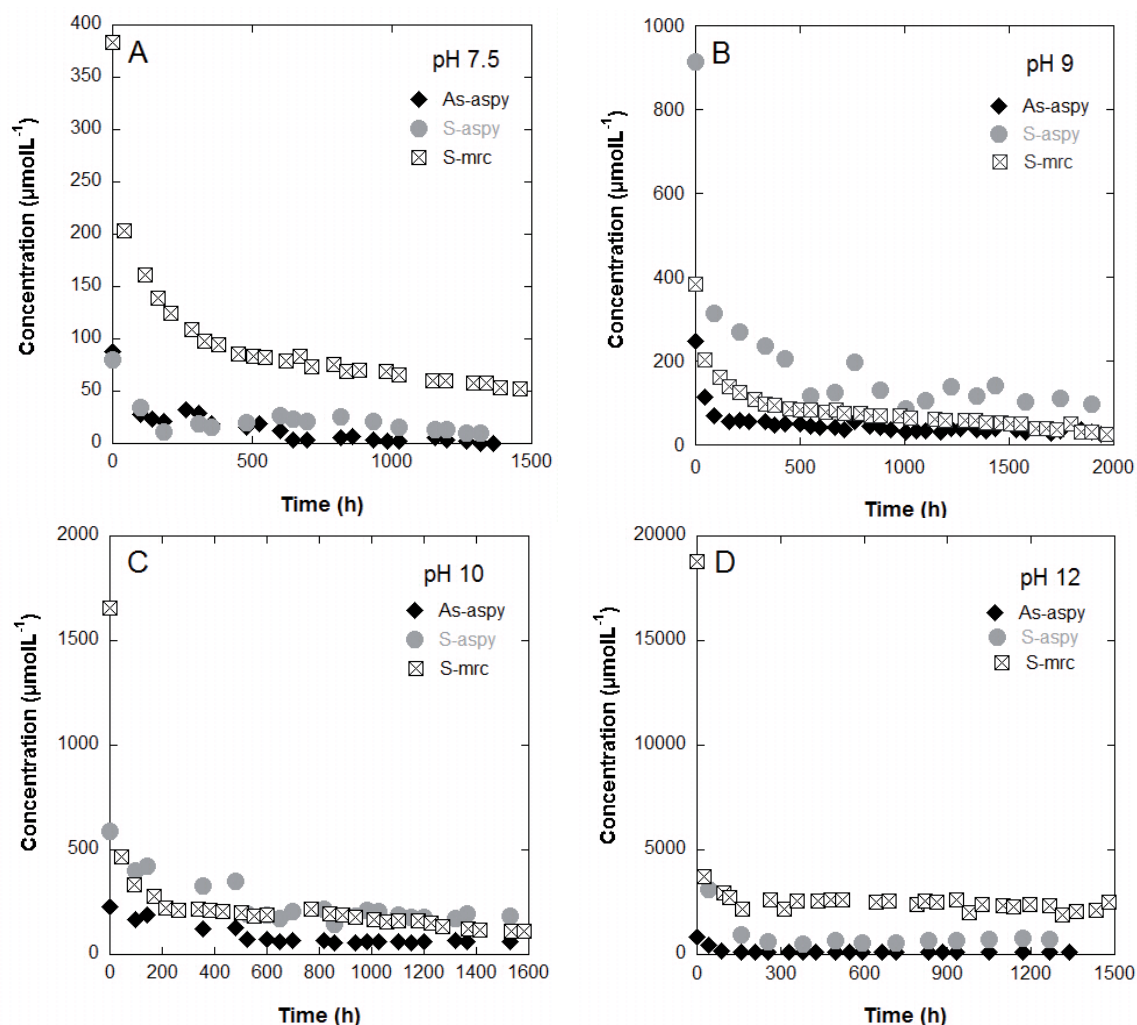 A
pH 7.5
As-aspy
S-aspy
S-mrc
Concentration (µmolL⁻¹)
400
350
300
250
200
150
100
50
0
0 500 1000 1500
Time (h)
B
pH 9
As-aspy
S-aspy
S-mrc
Concentration (µmolL⁻¹)
1000
800
600
400
200
0
0 500 1000 1500 2000
Time (h)
C
pH 10
As-aspy
S-aspy
S-mrc
Concentration (µmolL⁻¹)
2000
1500
1000
500
0
0 200 400 600 800 1000 1200 1400 1600
Time (h)
D
pH 12
As-aspy
S-aspy
S-mrc
Concentration (µmolL⁻¹)
20000
15000
10000
5000
0
0 300 600 900 1200 1500
Time (h)